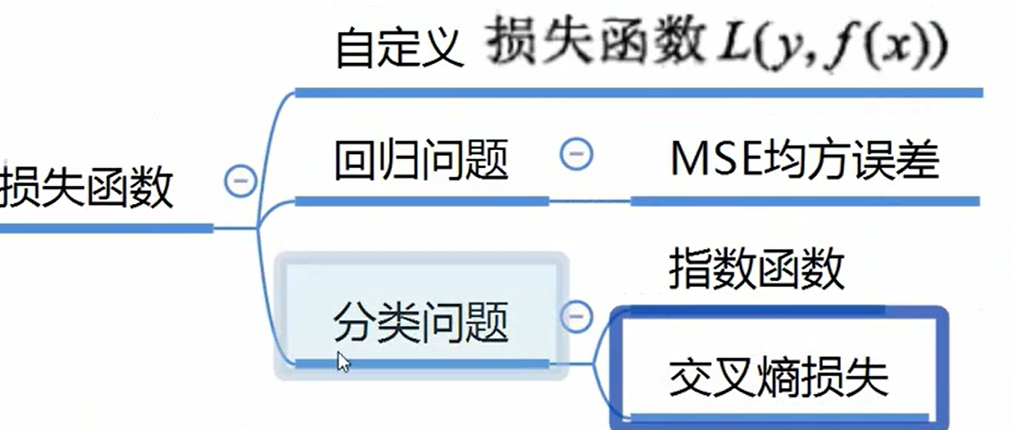 自定义 损失函数 L(y, f(x))
回归问题 MSE均方误差
损失函数
指数函数
分类问题
交叉熵损失